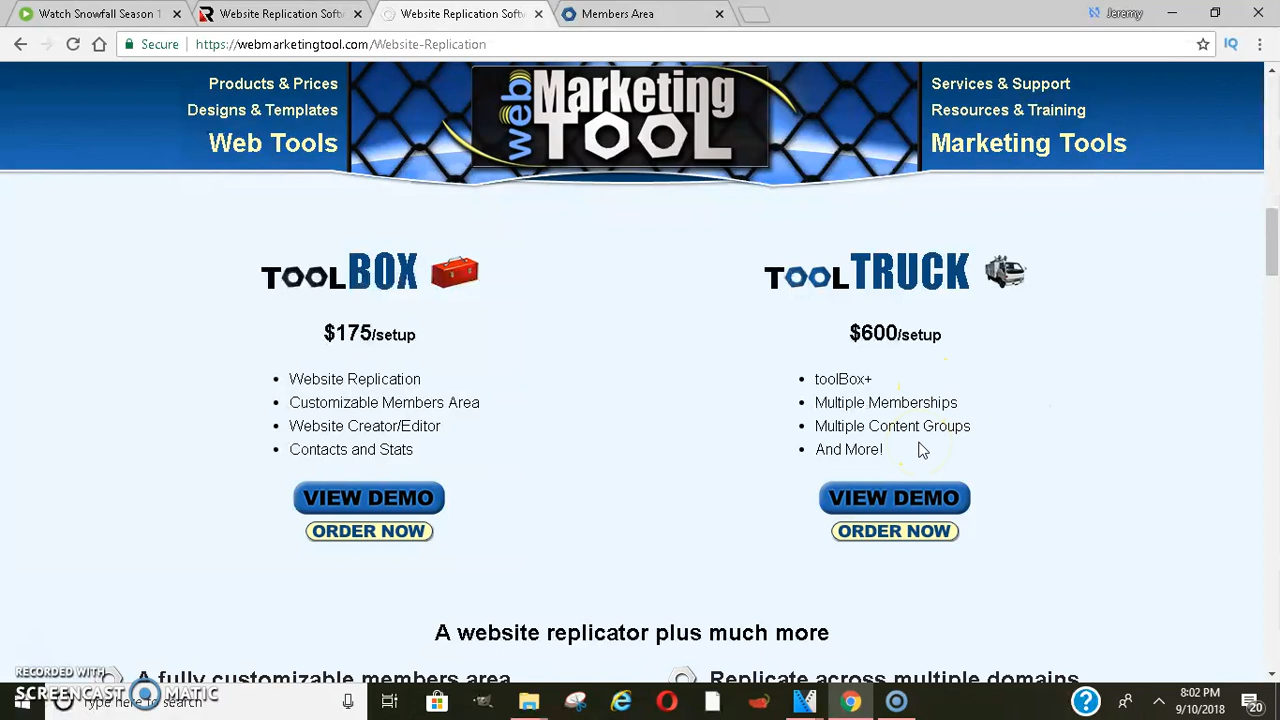 Watch Snowfall Season 1
Website Replication Softw
Website Replication Softw
Members Area
Jeremy
Secure
https://webmarketingtool.com/Website-Replication
Products & Prices
Designs & Templates
Web Tools
web Marketing TOOL
Services & Support
Resources & Training
Marketing Tools
TOOLBOX
$175/setup
• Website Replication
• Customizable Members Area
• Website Creator/Editor
• Contacts and Stats
VIEW DEMO
ORDER NOW
TOOLTRUCK
$600/setup
• toolBox+
• Multiple Memberships
• Multiple Content Groups
• And More!
VIEW DEMO
ORDER NOW
A website replicator plus much more
A fully customizable members area
Replicate across multiple domains
RECORDED WITH
SCREENCAST MATIC
Type here to search
8:02 PM
9/10/2018
20